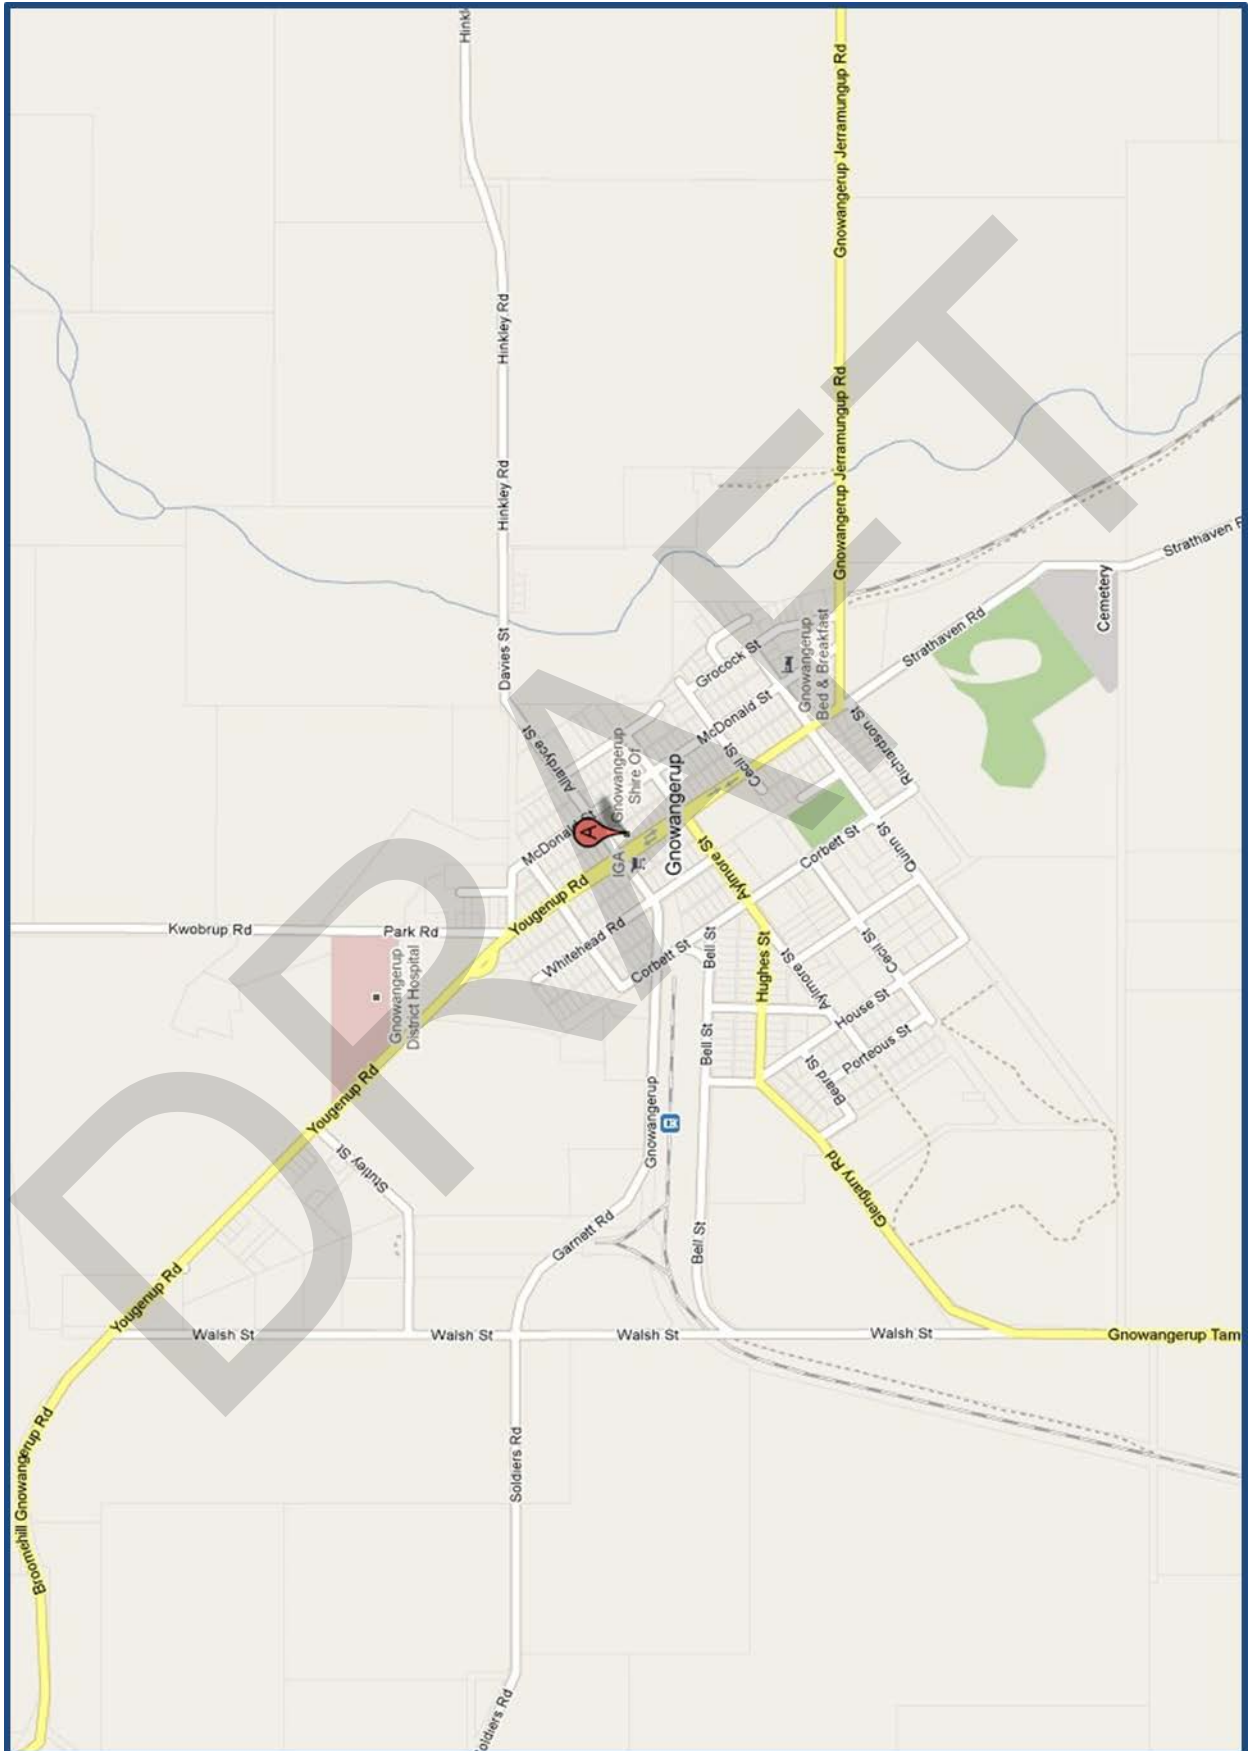 Hinkl
Gnowangerup Jerramungup Rd
Hinkley Rd
Gnowangerup Jerramungup Rd
Hinkley Rd
Gnowangerup Jerramungup Rd
Strathaven R
Cemetery
Strathaven Rd
Davies St
Grocock St
Gnowangerup
Bed & Breakfast
McDonald St
Richardson St
Allardyce St
Gnowangerup
Shire Of
Cecil St
Gnowangerup
McDonald St
A
IGA
Aylmore St
Corbett St
Quinn St
Yougenup Rd
Kwobrup Rd
Park Rd
Whitehead Rd
Corbett St
Bell St
Hughes St
Aylmore St
Cecil St
Gnowangerup
District Hospital
House St
Bell St
Porteous St
Beard St
Yougenup Rd
Gnowangerup
Stutley St
Glengarry Rd
Garnett Rd
Bell St
Yougenup Rd
Walsh St
Walsh St
Walsh St
Walsh St
Gnowangerup Tam
Broomehill Gnowangerup Rd
Soldiers Rd
oldiers Rd
DRAFT